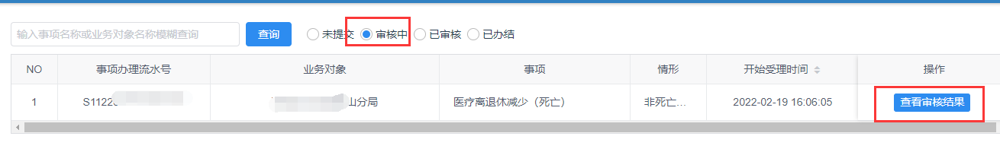 输入事项名称或业务对象名称模糊查询 查询 未提交 审核中 已审核 已办结
NO 事项办理流水号 业务对象 事项 情形 开始受理时间 操作
1 S1122 山分局 医疗离退休减少（死亡） 非死亡... 2022-02-19 16:06:05 查看审核结果